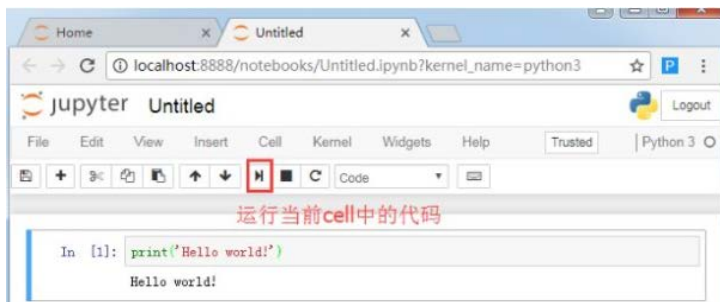 Home Untitled
localhost:8888/notebooks/Untitled.ipynb?kernel_name=python3 P
jupyter Untitled Logout
File Edit View Insert Cell Kernel Widgets Help Trusted Python 3
Code
运行当前cell中的代码
In [1]: print('Hello world!')
Hello world!